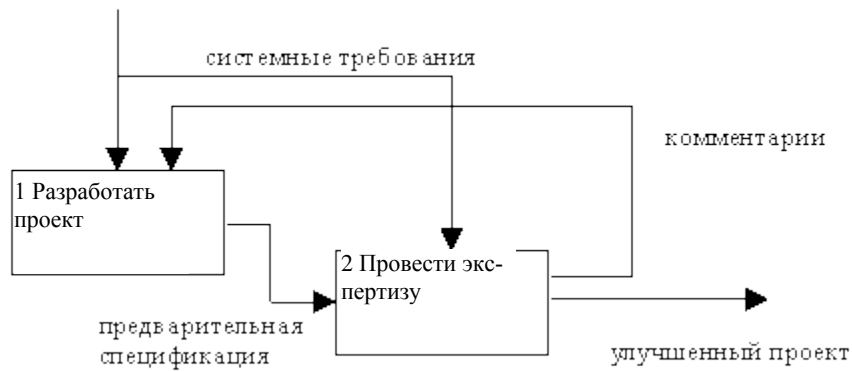 системные требования
комментарии
1 Разработать
проект
2 Провести экс-
пертизу
предварительная
спецификация
улучшенный проект